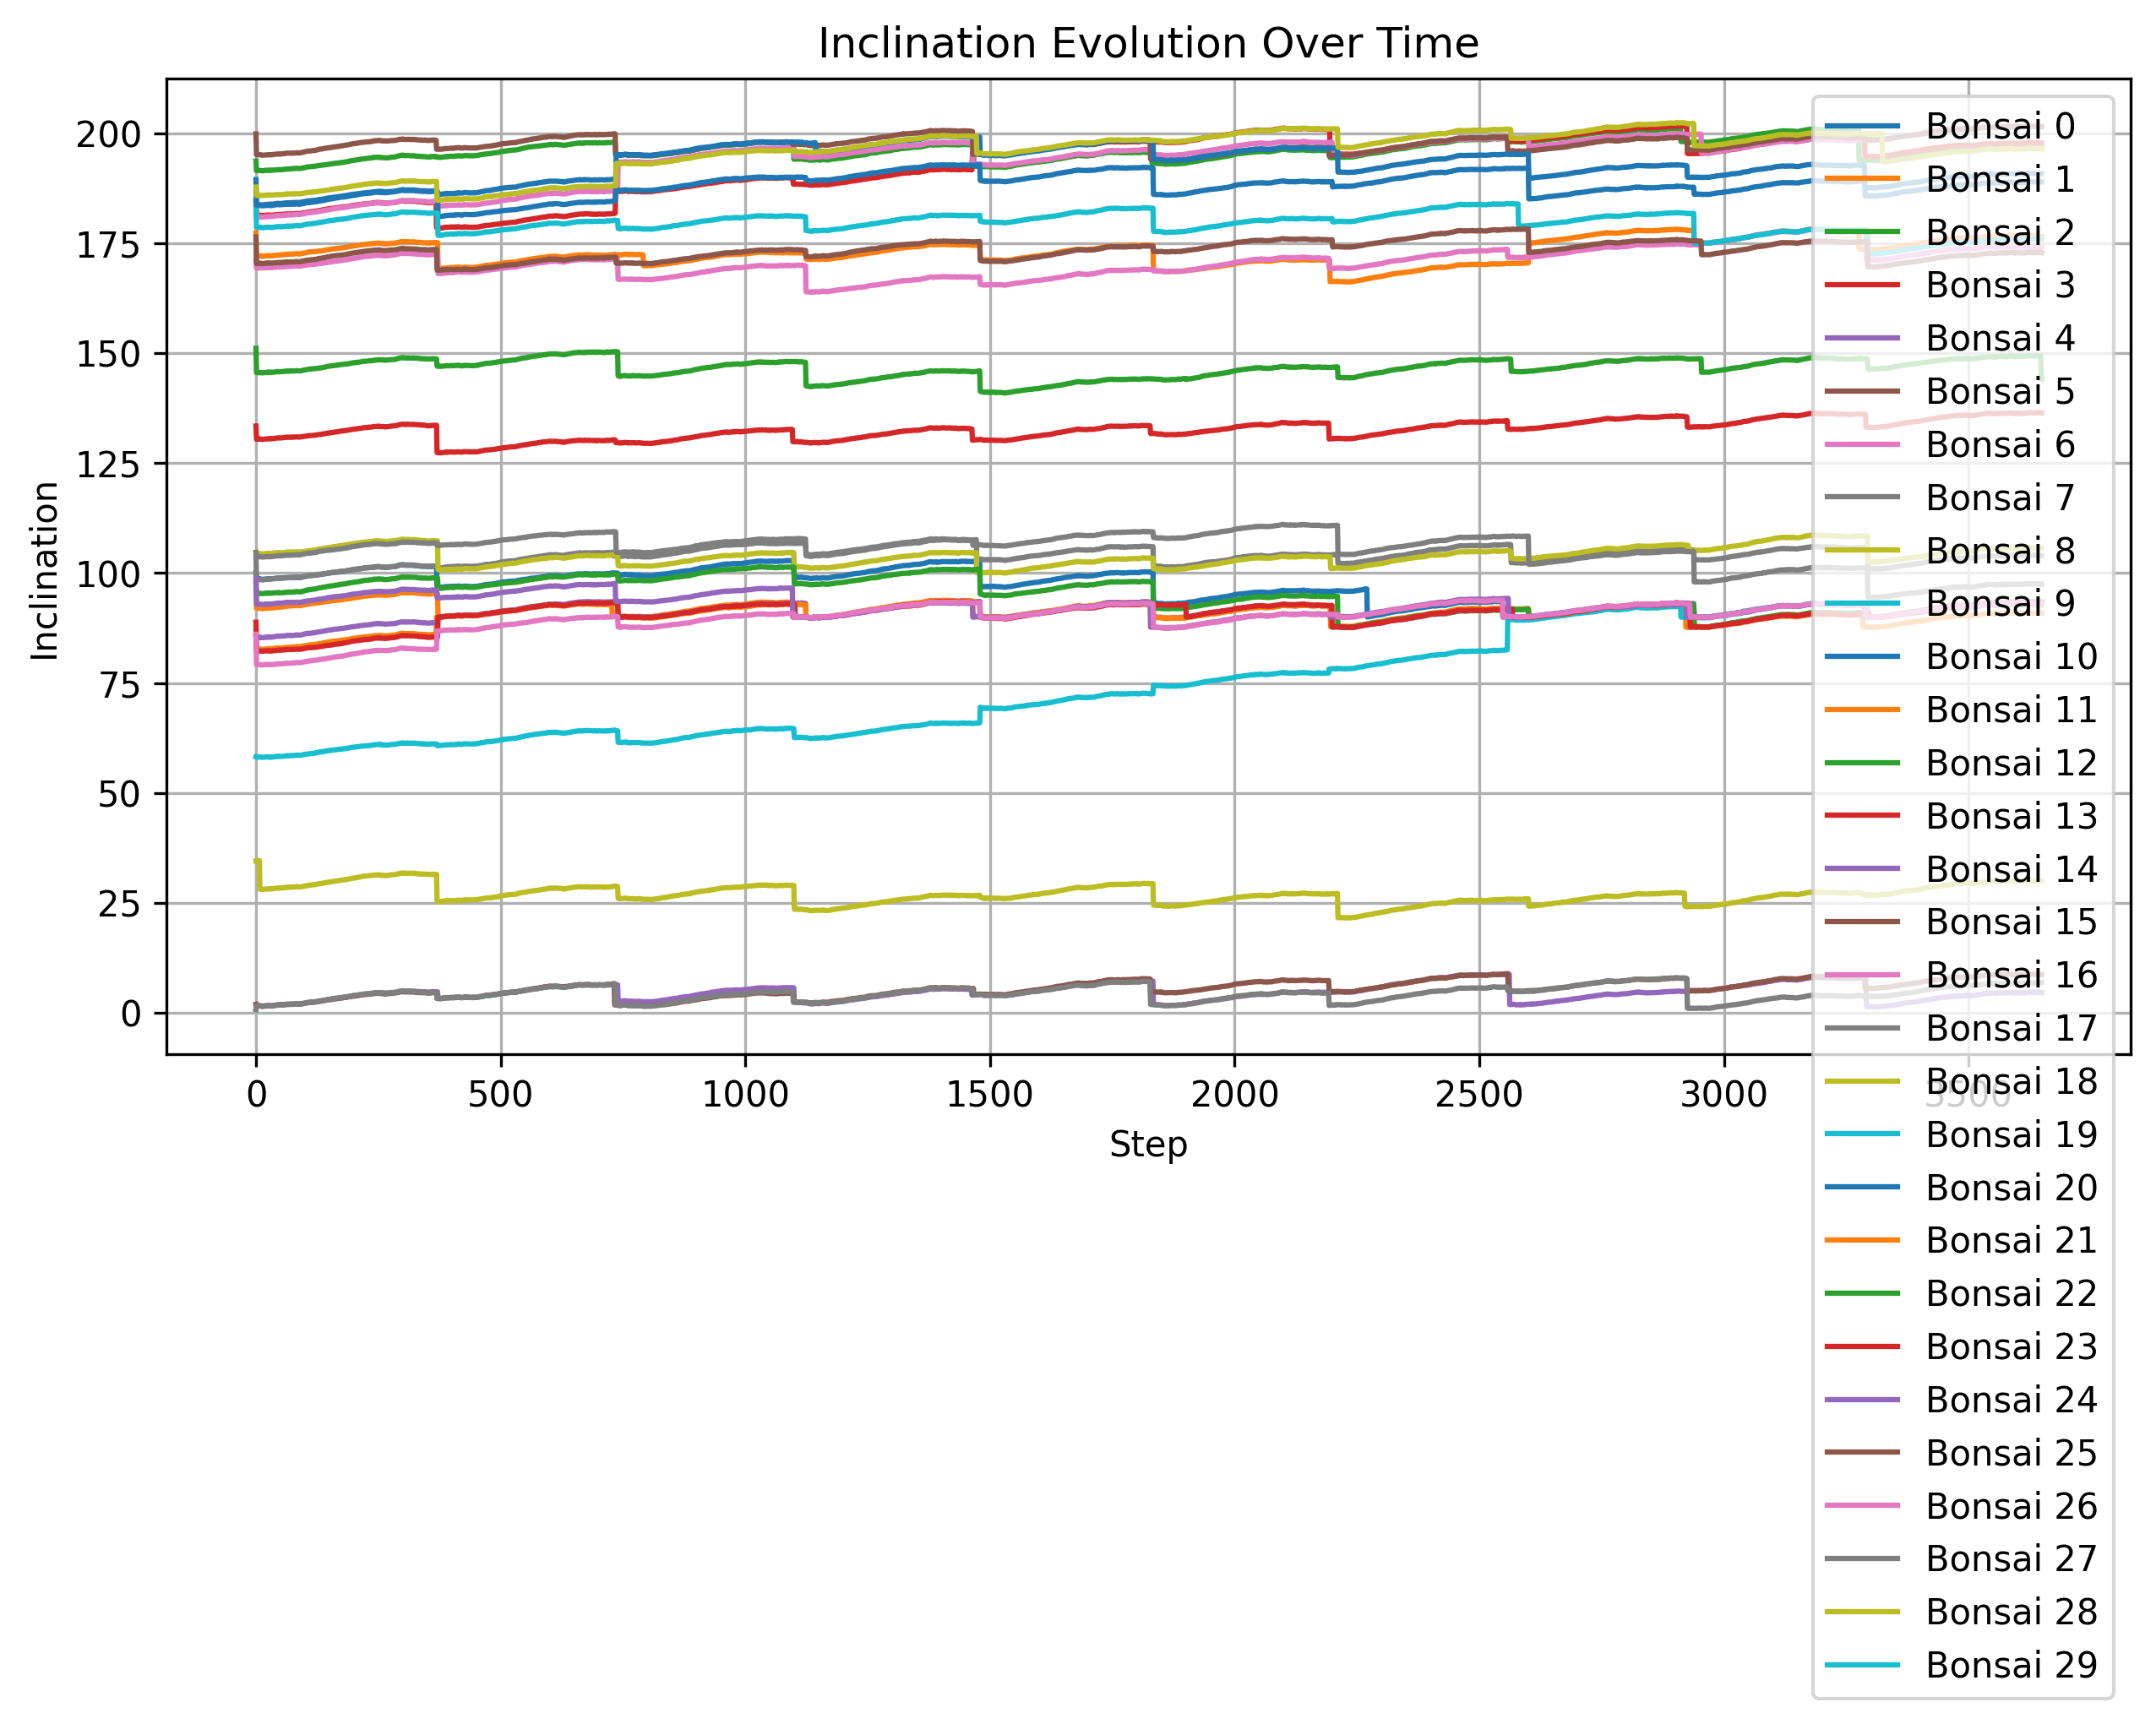 Inclination Evolution Over Time
Inclination
200
175
150
125
100
75
50
25
0
0
500
1000
1500
2000
2500
3000
3500
Step
Bonsai 0
Bonsai 1
Bonsai 2
Bonsai 3
Bonsai 4
Bonsai 5
Bonsai 6
Bonsai 7
Bonsai 8
Bonsai 9
Bonsai 10
Bonsai 11
Bonsai 12
Bonsai 13
Bonsai 14
Bonsai 15
Bonsai 16
Bonsai 17
Bonsai 18
Bonsai 19
Bonsai 20
Bonsai 21
Bonsai 22
Bonsai 23
Bonsai 24
Bonsai 25
Bonsai 26
Bonsai 27
Bonsai 28
Bonsai 29